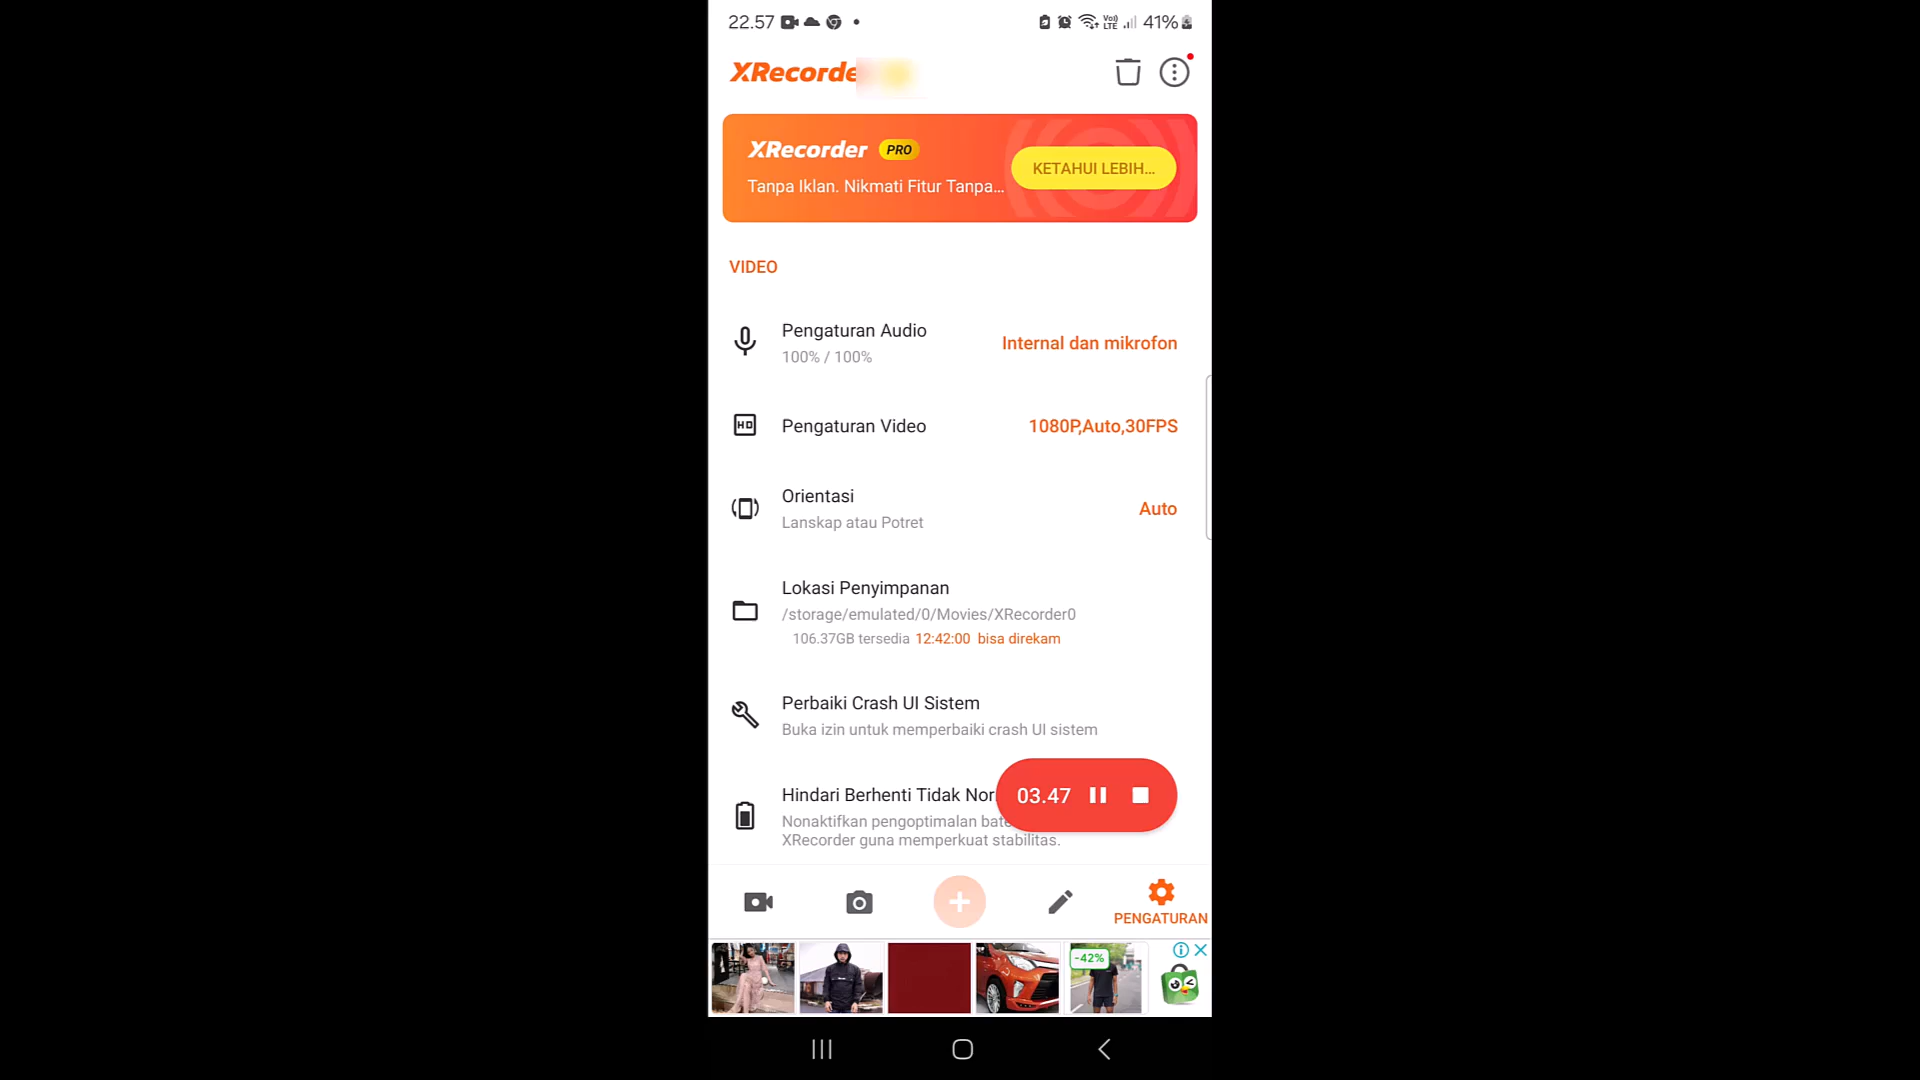 22.57
Vo) LTE 41%
XRecorde
XRecorder PRO
Tanpa Iklan. Nikmati Fitur Tanpa...
KETAHUI LEBIH...
VIDEO
Pengaturan Audio
100% / 100%
Internal dan mikrofon
Pengaturan Video
1080P,Auto,30FPS
Orientasi
Lanskap atau Potret
Auto
Lokasi Penyimpanan
/storage/emulated/0/Movies/XRecorder0
106.37GB tersedia 12:42:00 bisa direkam
Perbaiki Crash UI Sistem
Buka izin untuk memperbaiki crash UI sistem
Hindari Berhenti Tidak Nor
03.47
Nonaktifkan pengoptimalan bate
XRecorder guna memperkuat stabilitas.
PENGATURAN
-42%